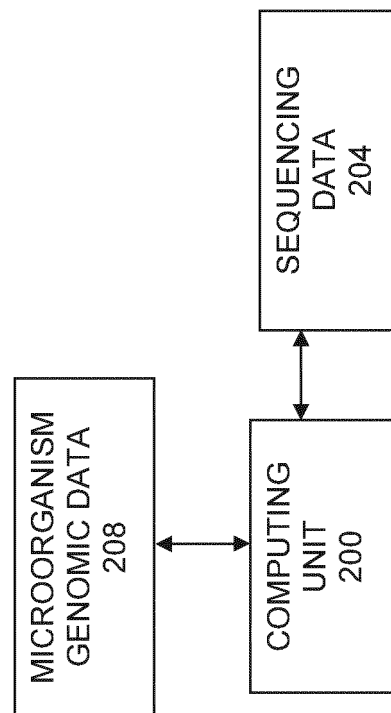 MICROORGANISM
GENOMIC DATA
208
COMPUTING
UNIT
200
SEQUENCING
DATA
204